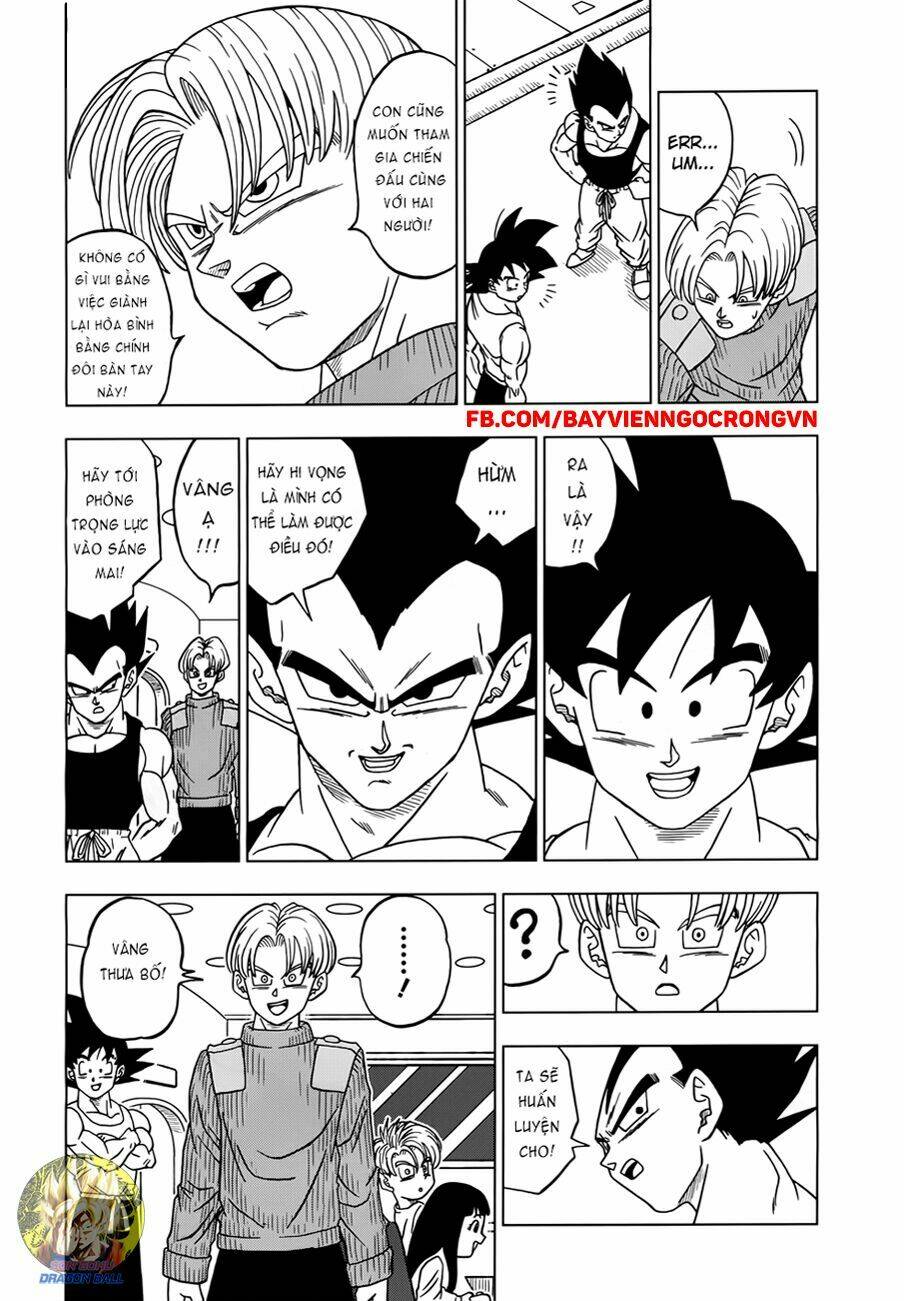 ERR...
UM...
CON CŨNG
MUỐN THAM
GIA CHIẾN
ĐẤU CÙNG
VỚI HAI
NGƯỜI!
KHÔNG CÓ
GÌ VUI BẰNG
VIỆC GIÀNH
LẠI HÒA BÌNH
BẰNG CHÍNH
ĐÔI BÀN TAY
NÀY!
FB.COM/BAYVIENNGOCRONGVN
RA
LÀ
VẬY
!!
HỪM
...
HÃY HI VỌNG
LÀ MÌNH CÓ
THỂ LÀM ĐƯỢC
ĐIỀU ĐÓ!
VÂNG
Ạ
!!!
HÃY TỚI
PHÒNG
TRỌNG LỰC
VÀO SÁNG
MAI!
?
TA SẼ
HUẤN
LUYỆN
CHO!
......!
VÂNG
THƯA BỐ!
SON GOKU
DRAGON BALL